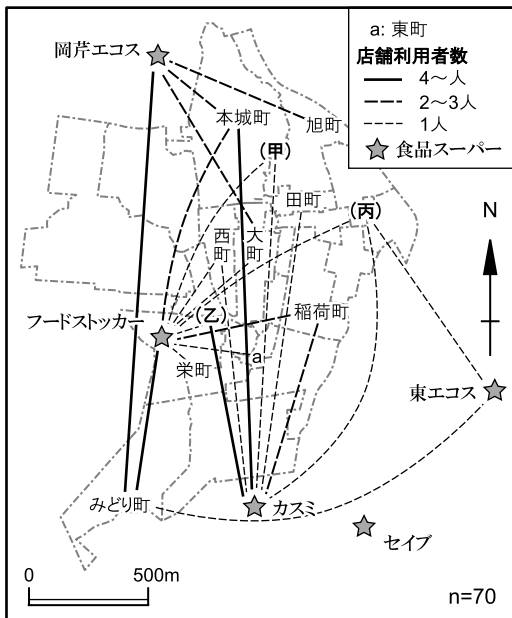 a: 東町
店舗利用者数
4～人
2～3人
1人
食品スーパー
岡芹エコス
本城町
旭町
(甲)
田町
(丙)
西町
大町
N
フードストッカー
(乙)
稲荷町
a
栄町
東エコス
みどり町
カスミ
セイブ
0 500m
n=70